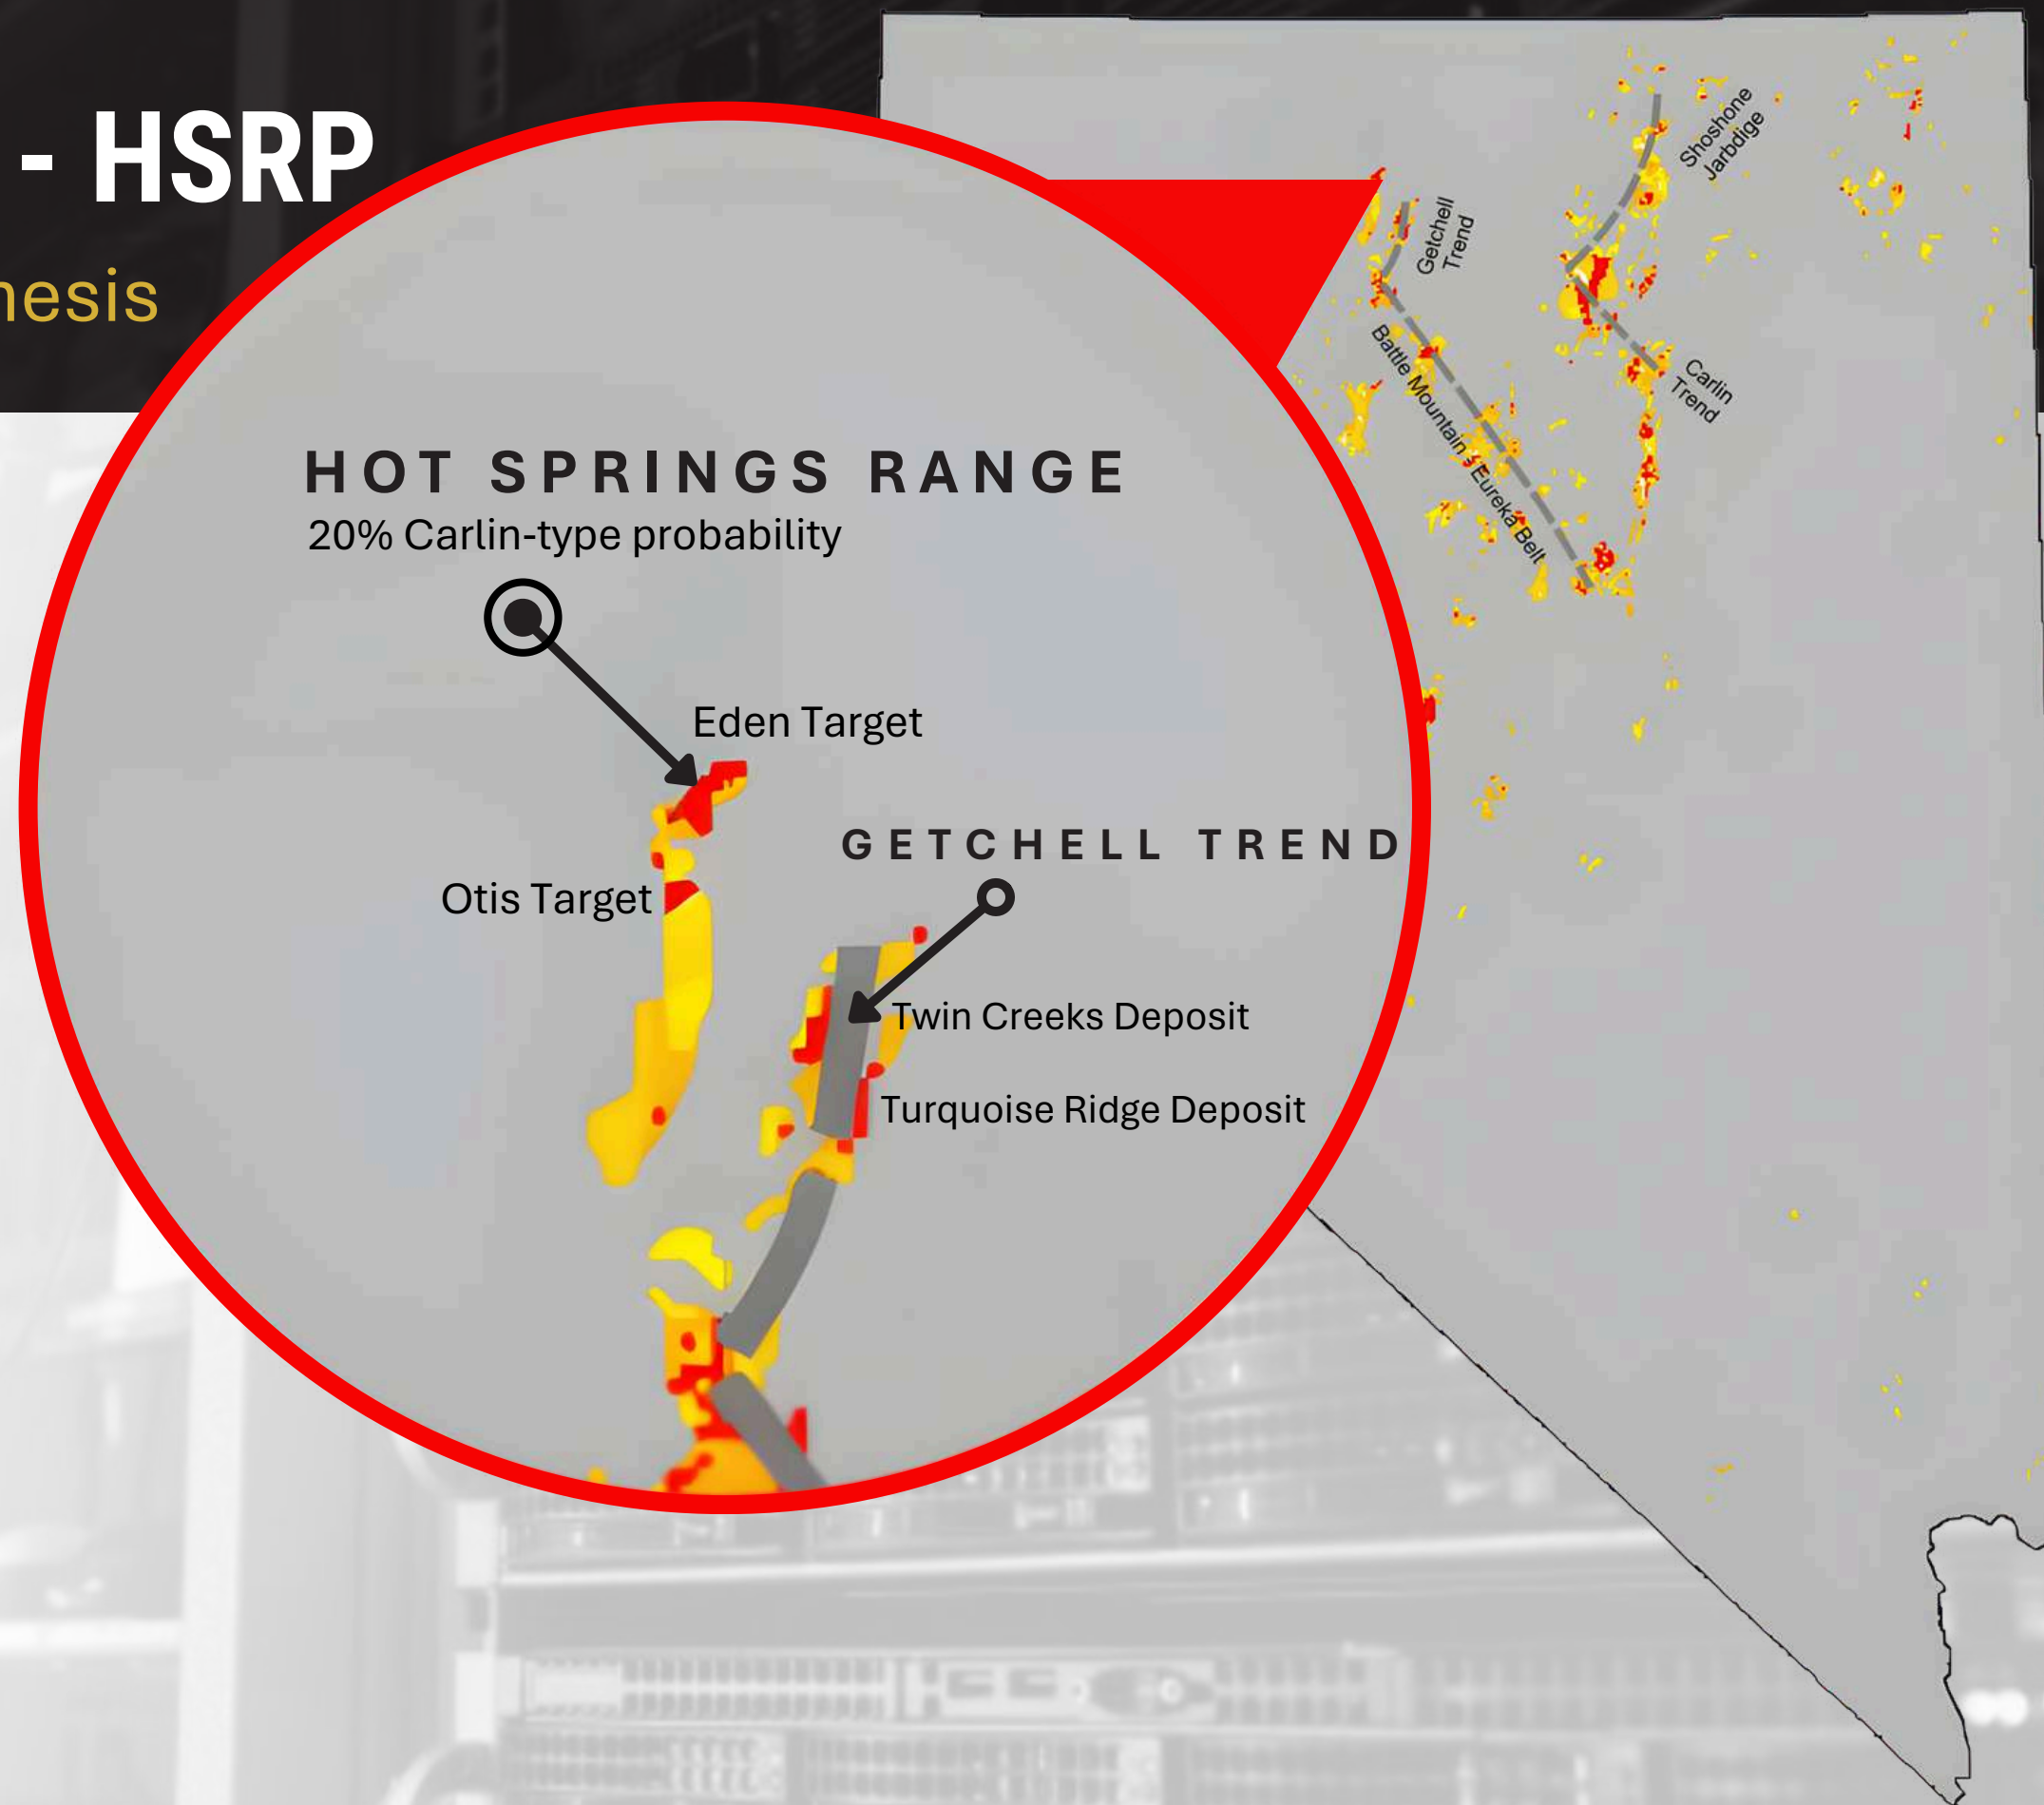 - HSRP
nesis
HOT SPRINGS RANGE
20% Carlin-type probability
Eden Target
GETCHELL TREND
Otis Target
Twin Creeks Deposit
Turquoise Ridge Deposit
Getchell
Trend
Shoshone
Jarbdige
Carlin
Trend
Battle Mountain - Eureka Belt